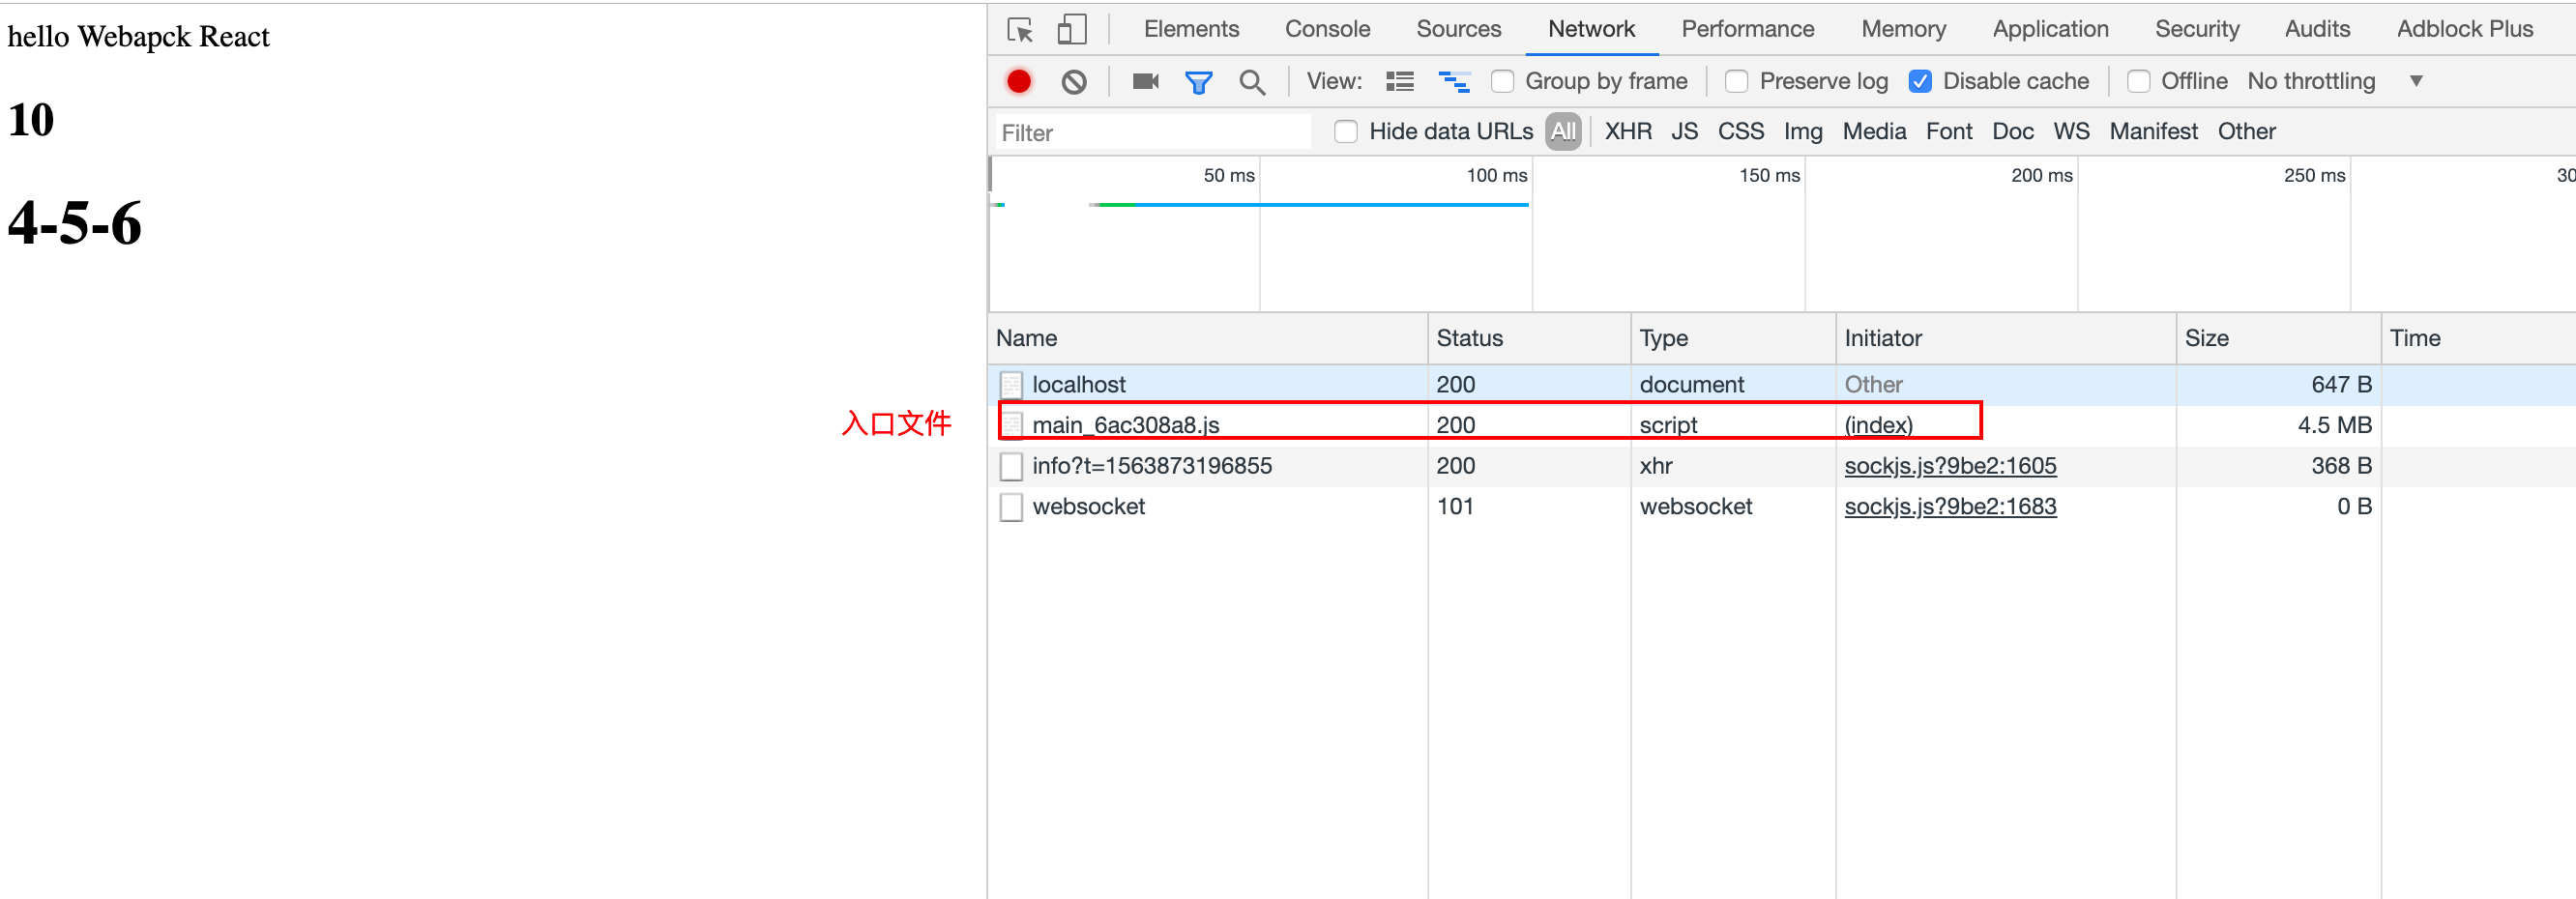 hello Webapck React
10
4-5-6
入口文件
Elements Console Sources Network Performance Memory Application Security Audits Adblock Plus
View: Group by frame Preserve log Disable cache Offline No throttling ▼
Filter Hide data URLs All XHR JS CSS Img Media Font Doc WS Manifest Other
50 ms 100 ms 150 ms 200 ms 250 ms 30
Name Status Type Initiator Size Time
localhost 200 document Other 647 B
main_6ac308a8.js 200 script (index) 4.5 MB
info?t=1563873196855 200 xhr sockjs.js?9be2:1605 368 B
websocket 101 websocket sockjs.js?9be2:1683 0 B